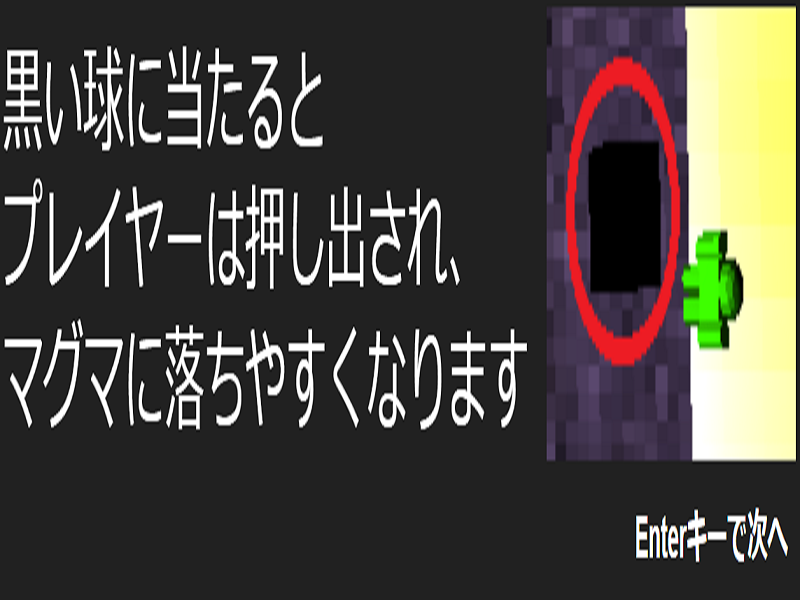 黒い球に当たると
プレイヤーは押し出され、
マグマに落ちやすくなります
Enterキーで次へ